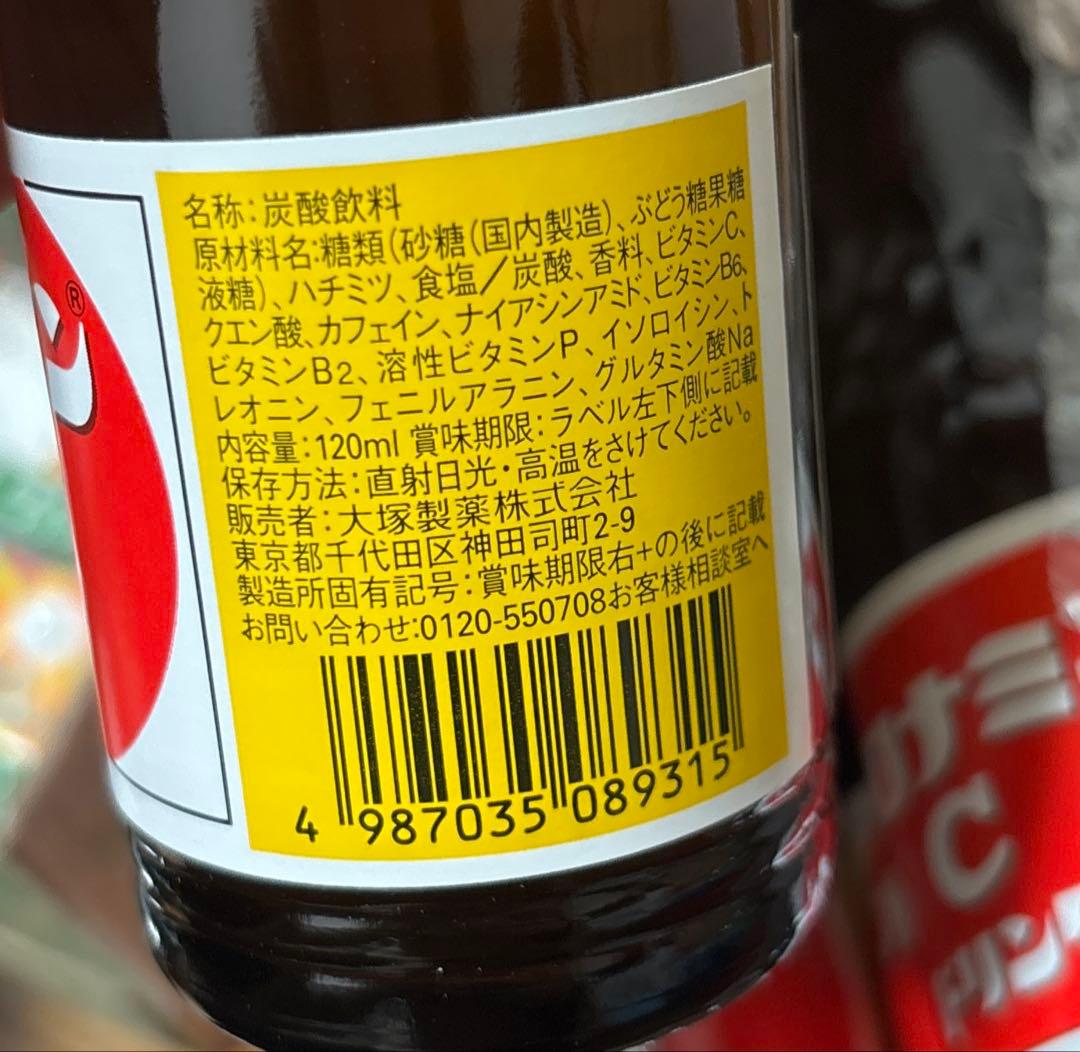 名称:炭酸飲料
原材料名:糖類(砂糖(国内製造)、ぶどう糖果糖
液糖)、ハチミツ、食塩／炭酸、香料、ビタミンC、
クエン酸、カフェイン、ナイアシンアミド、ビタミンB6、
ビタミンB2、溶性ビタミンP、イソロイシン、ト
レオニン、フェニルアラニン、グルタミン酸Na
内容量:120ml 賞味期限:ラベル左下側に記載
保存方法:直射日光・高温をさけてください。
販売者:大塚製薬株式会社
東京都千代田区神田司町2-9
製造所固有記号:賞味期限右+の後に記載
お問い合わせ:0120-550708お客様相談室へ
4 987035 089315
ン®
ナミ
C
ドリン